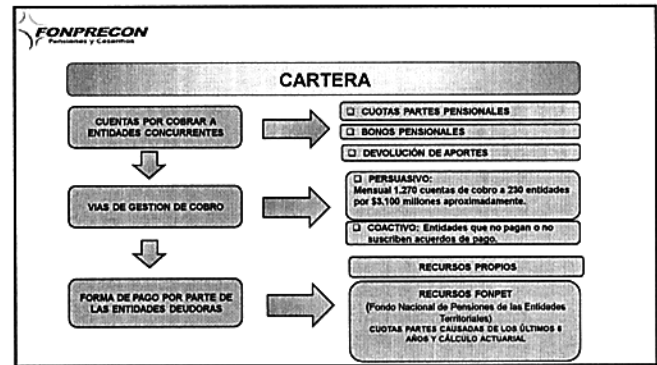 FONPRECON
Pensiones y Cesantías
CARTERA
CUENTAS POR COBRAR A
ENTIDADES CONCURRENTES
❑ CUOTAS PARTES PENSIONALES
❑ BONOS PENSIONALES
❑ DEVOLUCIÓN DE APORTES
VIAS DE GESTION DE COBRO
❑ PERSUASIVO:
Mensual 1.270 cuentas de cobro a 230 entidades
por $3,100 millones aproximadamente.
❑ COACTIVO: Entidades que no pagan o no
suscriben acuerdos de pago.
FORMA DE PAGO POR PARTE DE
LAS ENTIDADES DEUDORAS
RECURSOS PROPIOS
RECURSOS FONPET
(Fondo Nacional de Pensiones de las Entidades
Territoriales)
CUOTAS PARTES CAUSADAS DE LOS ÚLTIMOS 6
AÑOS Y CÁLCULO ACTUARIAL